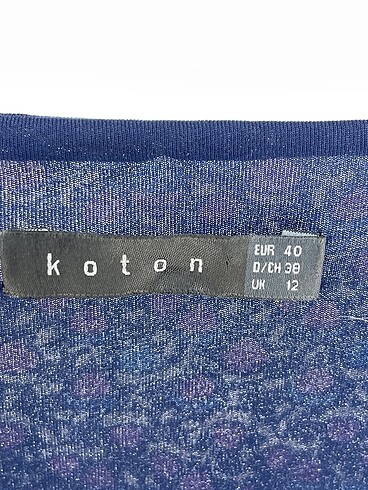 koton
EUR 40
D/CH 38
UK 12